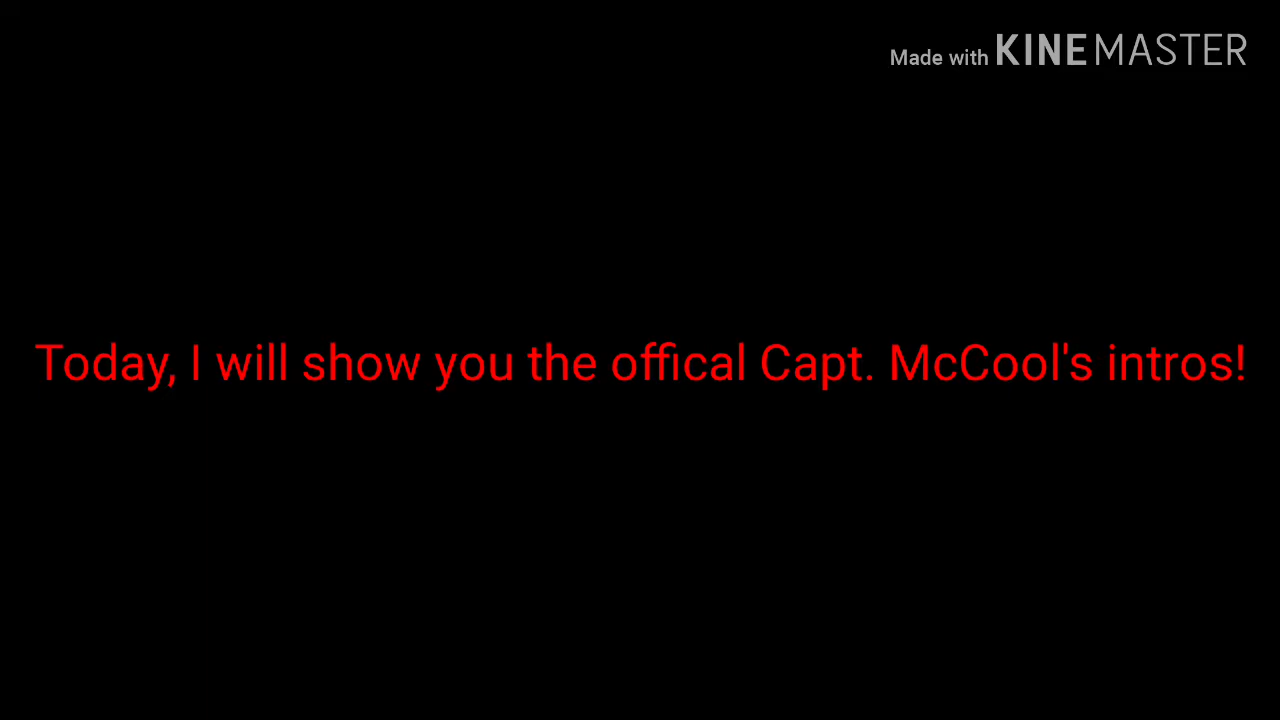 Made with KINEMASTER
Today, I will show you the offical Capt. McCool's intros!